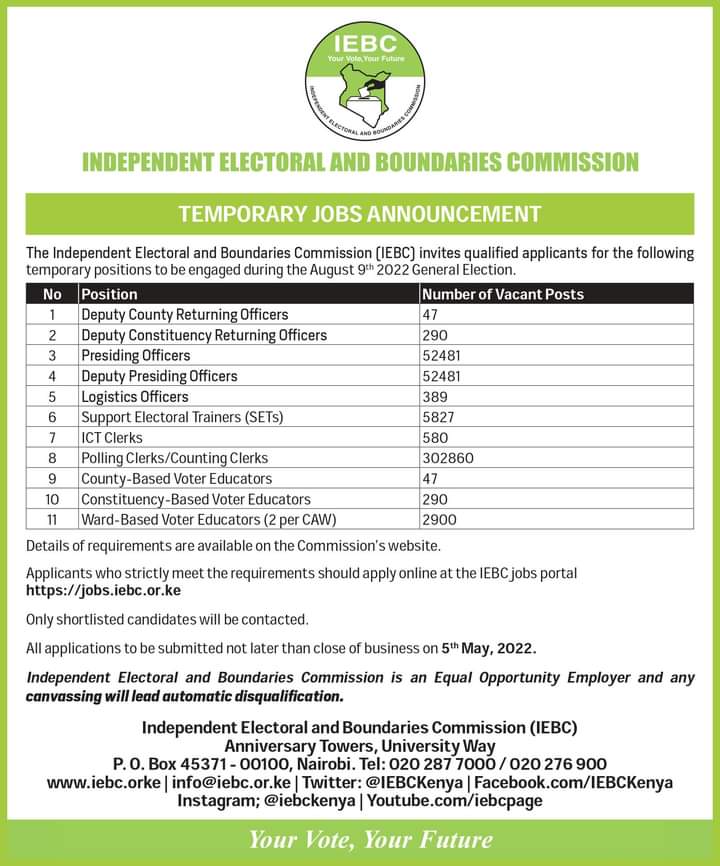 IEBC
Your Vote,Your Future
INDEPENDENT ELECTORAL AND BOUNDARIES COMMISSION
INDEPENDENT ELECTORAL AND BOUNDARIES COMMISSION
TEMPORARY JOBS ANNOUNCEMENT
The Independent Electoral and Boundaries Commission (IEBC) invites qualified applicants for the following
temporary positions to be engaged during the August 9th 2022 General Election.
No Position Number of Vacant Posts
1 Deputy County Returning Officers 47
2 Deputy Constituency Returning Officers 290
3 Presiding Officers 52481
4 Deputy Presiding Officers 52481
5 Logistics Officers 389
6 Support Electoral Trainers (SETs) 5827
7 ICT Clerks 580
8 Polling Clerks/Counting Clerks 302860
9 County-Based Voter Educators 47
10 Constituency-Based Voter Educators 290
11 Ward-Based Voter Educators (2 per CAW) 2900
Details of requirements are available on the Commission's website.
Applicants who strictly meet the requirements should apply online at the IEBC jobs portal
https://jobs.iebc.or.ke
Only shortlisted candidates will be contacted.
All applications to be submitted not later than close of business on 5th May, 2022.
Independent Electoral and Boundaries Commission is an Equal Opportunity Employer and any
canvassing will lead automatic disqualification.
Independent Electoral and Boundaries Commission (IEBC)
Anniversary Towers, University Way
P. O. Box 45371 - 00100, Nairobi. Tel: 020 287 7000 / 020 276 900
www.iebc.orke | info@iebc.or.ke | Twitter: @IEBCKenya | Facebook.com/IEBCKenya
Instagram; @iebckenya | Youtube.com/iebcpage
Your Vote, Your Future